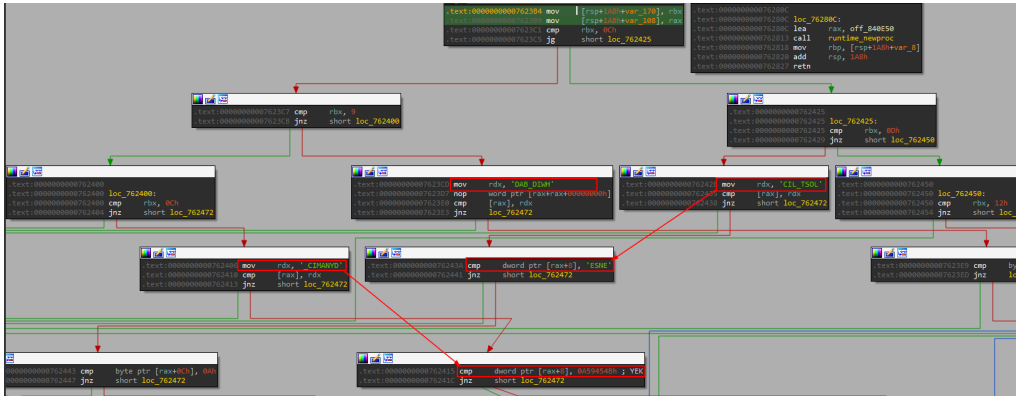 .text:00000000007623B4 mov [rsp+1A8h+var_170], rbx
.text:00000000007623B9 mov [rsp+1A8h+var_108], rax
.text:00000000007623C1 cmp rbx, 0Ch
.text:00000000007623C5 jg short loc_762425
.text:000000000076280C
.text:000000000076280C loc_76280C:
.text:000000000076280C lea rax, off_840E50
.text:0000000000762813 call runtime_newproc
.text:0000000000762818 mov rbp, [rsp+1A8h+var_8]
.text:0000000000762820 add rsp, 1A8h
.text:0000000000762827 retn
.text:00000000007623C7 cmp rbx, 9
.text:00000000007623CB jnz short loc_762400
.text:0000000000762425
.text:0000000000762425 loc_762425:
.text:0000000000762425 cmp rbx, 0Dh
.text:0000000000762429 jnz short loc_762450
.text:0000000000762400
.text:0000000000762400 loc_762400:
.text:0000000000762400 cmp rbx, 0Ch
.text:0000000000762404 jnz short loc_762472
.text:00000000007623CD mov rdx, 'DAB_DIWH'
.text:00000000007623D7 nop word ptr [rax+rax+00000000h]
.text:00000000007623E0 cmp [rax], rdx
.text:00000000007623E3 jnz loc_762472
mov rdx, 'CIL_TSOL'
cmp [rax], rdx
jnz short loc_762472
.text:0000000000762450
.text:0000000000762450 loc_762450:
.text:0000000000762450 cmp rbx, 12h
.text:0000000000762454 jnz short
.text:0000000000762406 mov rdx, '_CIMANYD'
.text:0000000000762410 cmp [rax], rdx
.text:0000000000762413 jnz short loc_762472
.text:000000000076243A cmp dword ptr [rax+8], 'ESNE'
.text:0000000000762441 jnz short loc_762472
.text:00000000007623E9 cmp
.text:00000000007623ED jnz
.text:0000000000762443 cmp byte ptr [rax+0Ch], 0Ah
.text:0000000000762447 jnz short loc_762472
.text:0000000000762415 cmp dword ptr [rax+8], 0A59454Bh ; YEK
.text:000000000076241C jnz short loc_762472